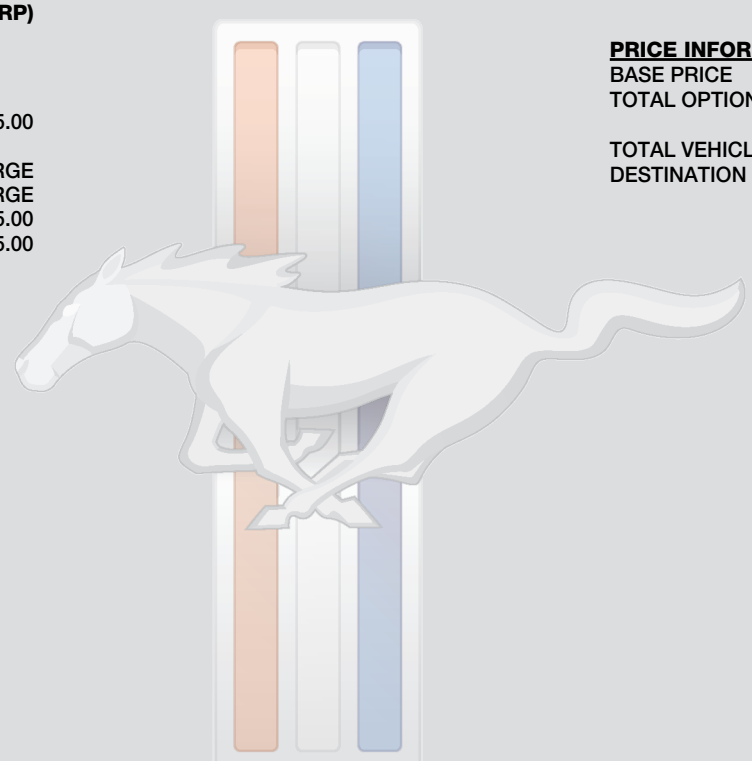 RP)
5.00
RGE
RGE
5.00
5.00
PRICE INFOR
BASE PRICE
TOTAL OPTION
TOTAL VEHICL
DESTINATION